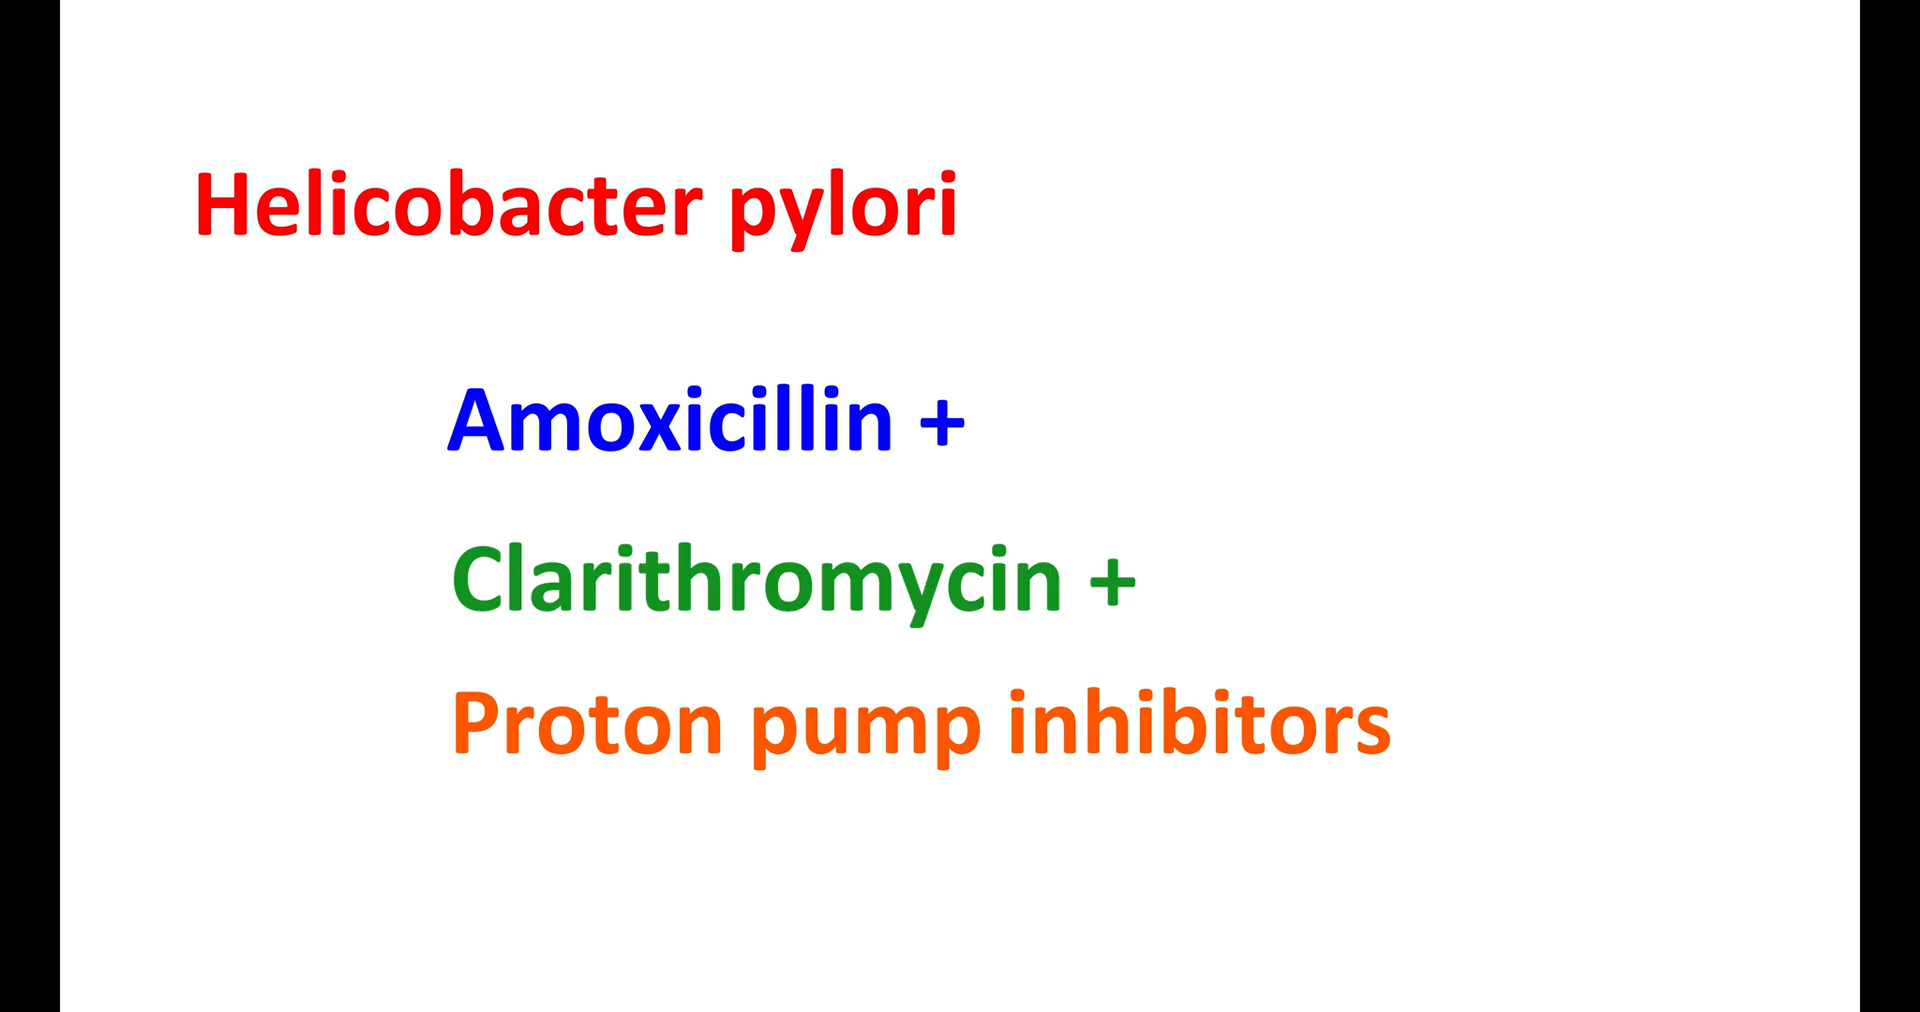 Helicobacter pylori
Amoxicillin +
Clarithromycin +
Proton pump inhibitors